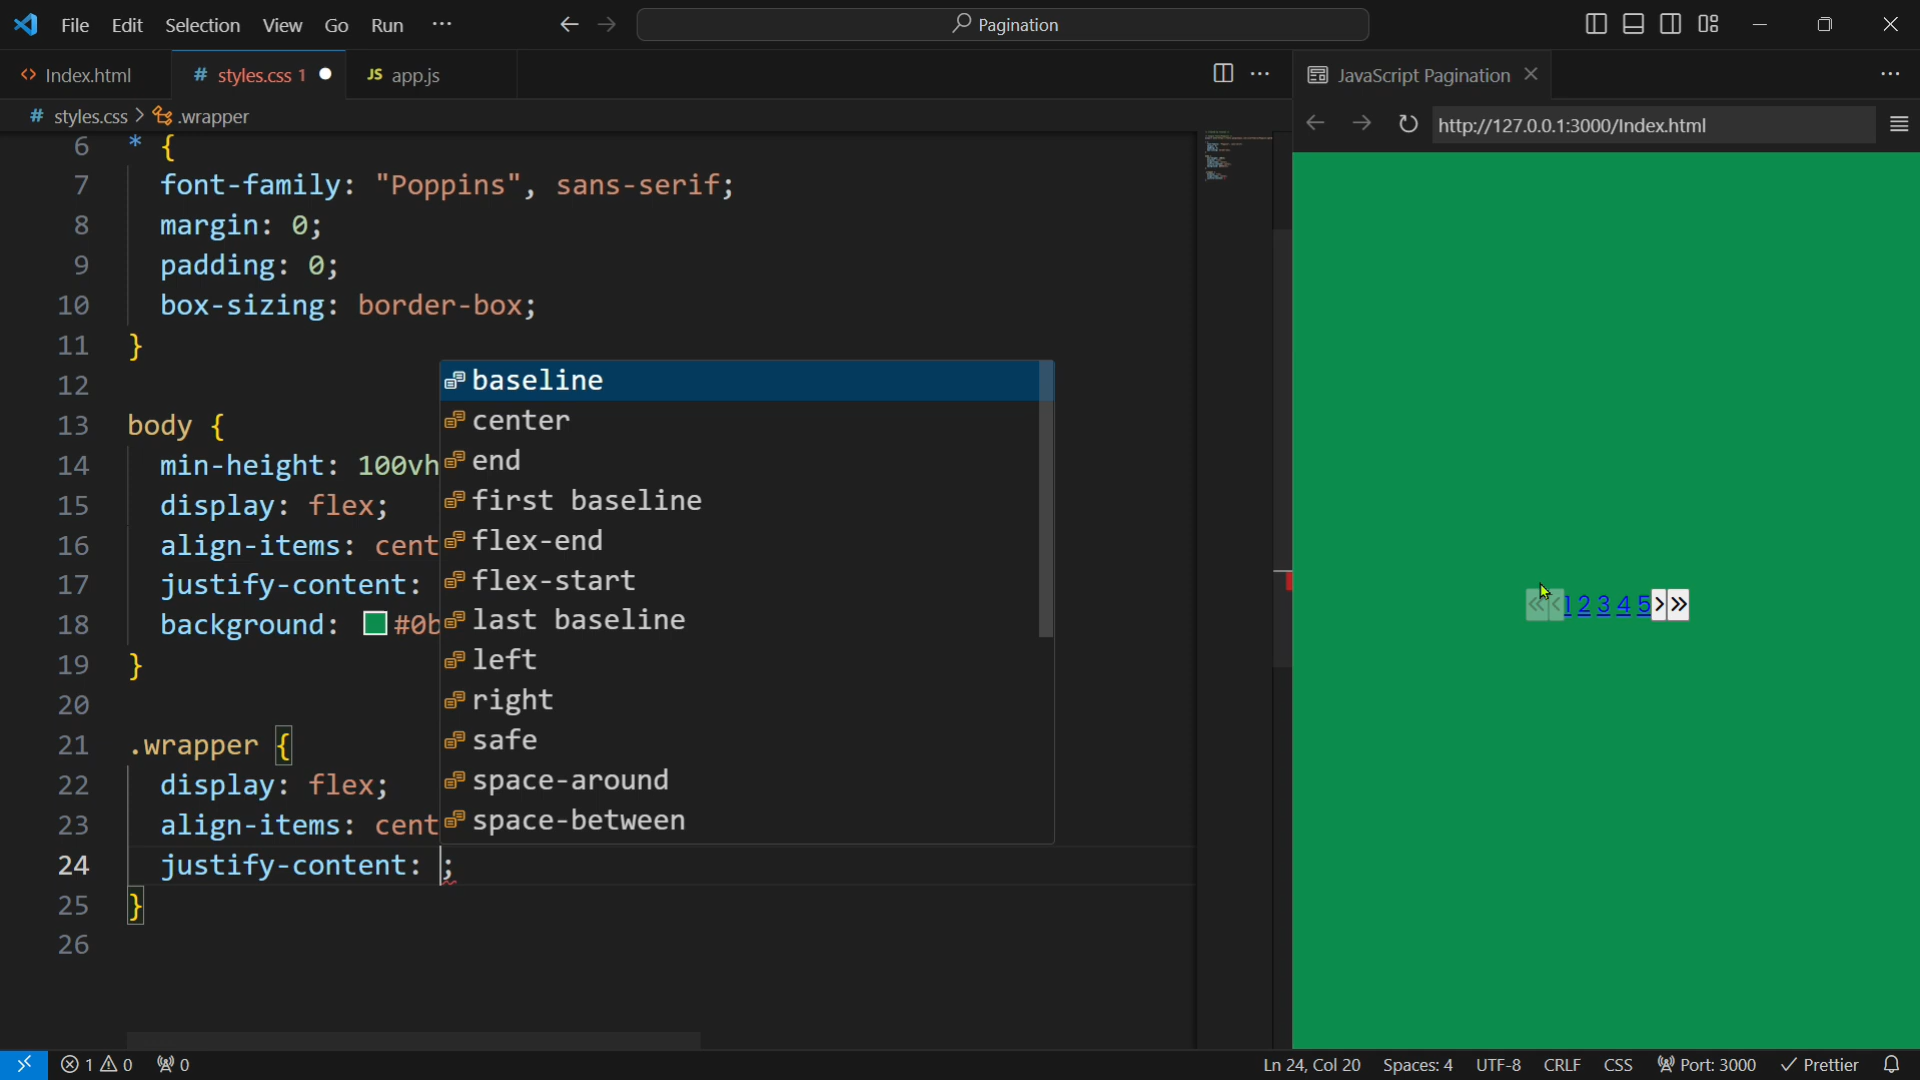 File Edit Selection View Go Run ···
Pagination
Index.html
# styles.css 1
JS app.js
JavaScript Pagination
# styles.css > .wrapper
http://127.0.0.1:3000/Index.html
6 * {
7 font-family: "Poppins", sans-serif;
8 margin: 0;
9 padding: 0;
10 box-sizing: border-box;
11 }
12
13 body {
14 min-height: 100vh
15 display: flex;
16 align-items: cent
17 justify-content:
18 background: #0b
19 }
20
21 .wrapper {
22 display: flex;
23 align-items: cent
24 justify-content: ;
25 }
26
baseline
center
end
first baseline
flex-end
flex-start
last baseline
left
right
safe
space-around
space-between
« ‹ 1 2 3 4 5 › »
1 0 0
Ln 24, Col 20 Spaces: 4 UTF-8 CRLF CSS Port: 3000 Prettier